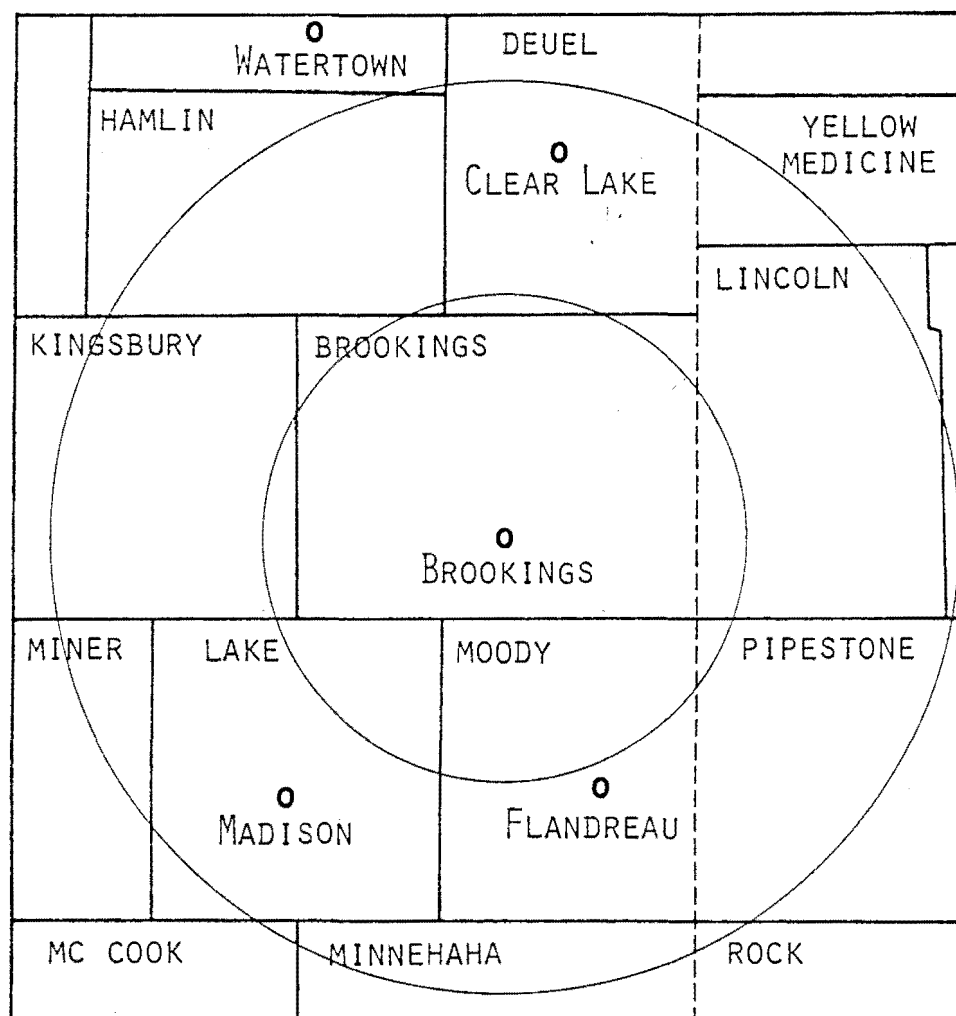 DEUEL
WATERTOWN
HAMLIN
YELLOW
MEDICINE
CLEAR LAKE
LINCOLN
KINGSBURY
BROOKINGS
BROOKINGS
MINER
LAKE
MOODY
PIPESTONE
MADISON
FLANDREAU
MC COOK
MINNEHAHA
ROCK